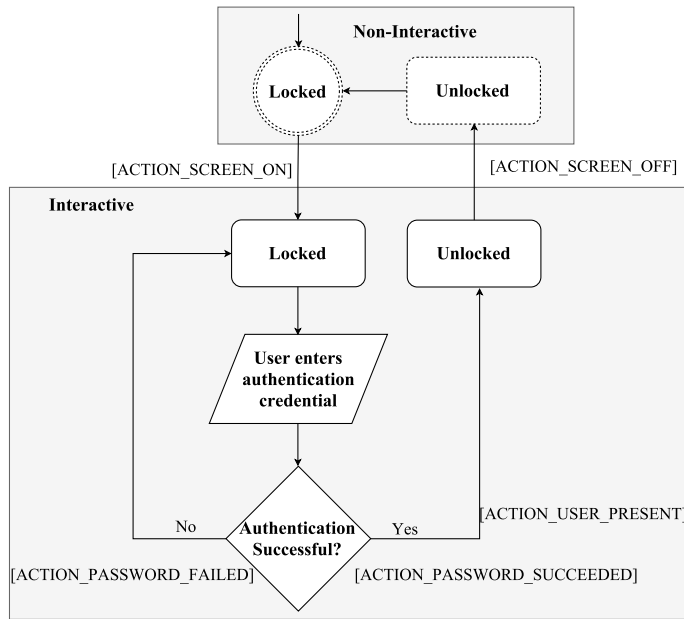 Non-Interactive
Locked
Unlocked
[ACTION_SCREEN_ON]
[ACTION_SCREEN_OFF]
Interactive
Locked
Unlocked
User enters
authentication
credential
Authentication
Successful?
No
Yes
[ACTION_USER_PRESENT]
[ACTION_PASSWORD_FAILED]
[ACTION_PASSWORD_SUCCEEDED]